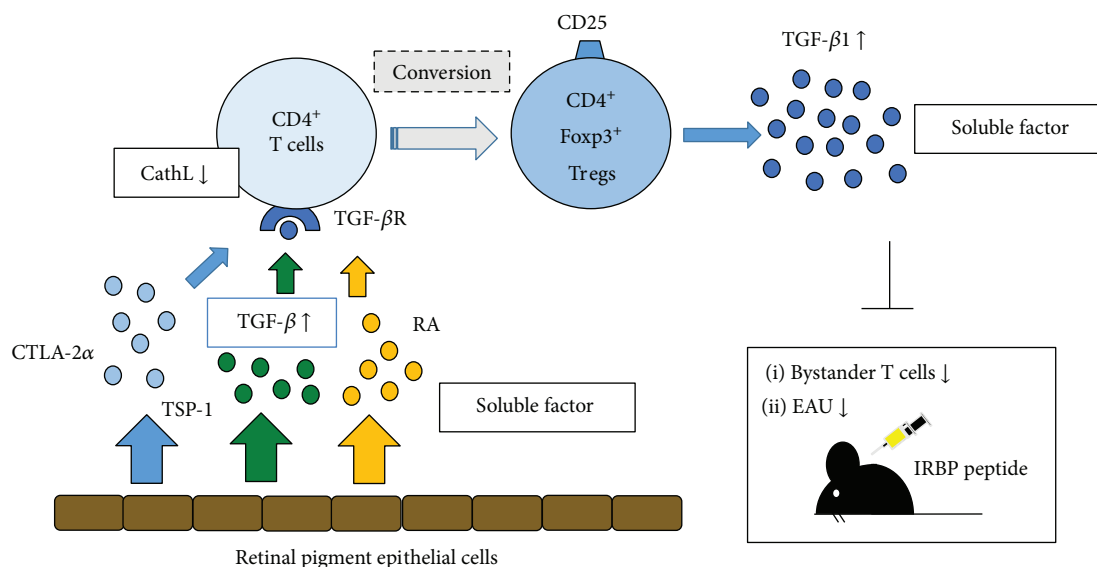 CD25
TGF-β1 ↑
Conversion
CD4⁺
T cells
CD4⁺
Foxp3⁺
Tregs
Soluble factor
CathL ↓
TGF-βR
TGF-β ↑
RA
CTLA-2α
TSP-1
Soluble factor
(i) Bystander T cells ↓
(ii) EAU ↓
IRBP peptide
Retinal pigment epithelial cells